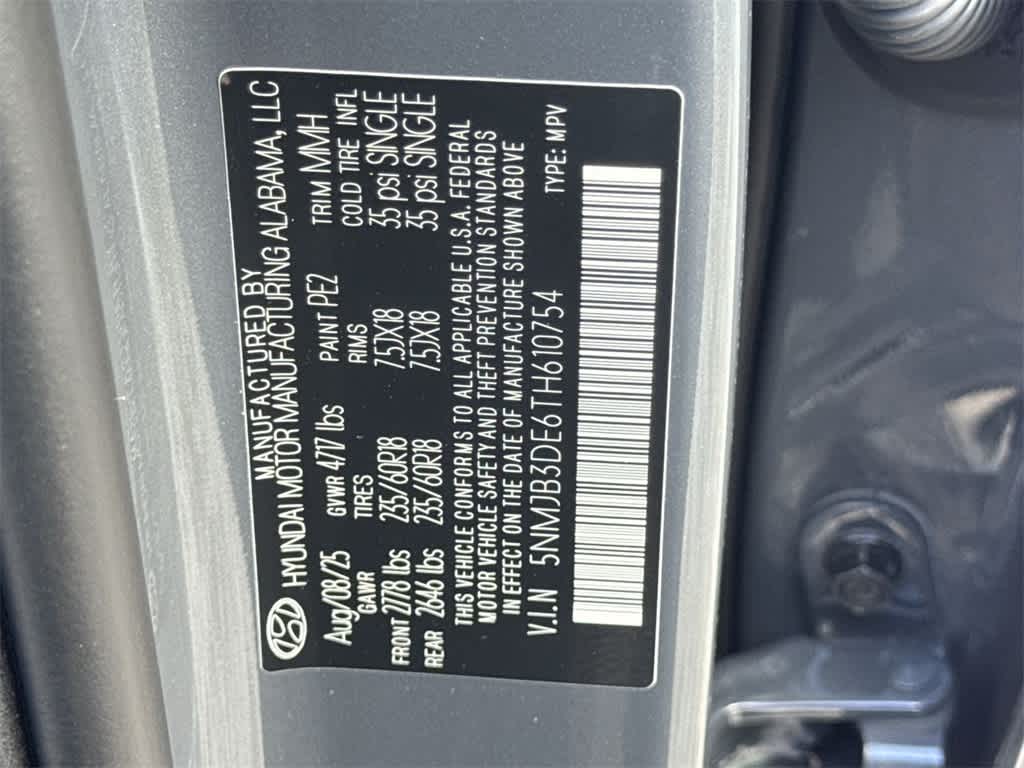 MANUFACTURED BY
HYUNDAI MOTOR MANUFACTURING ALABAMA, LLC
Aug/08/25 GVWR 4717 lbs PAINT PEZ TRIM MMH
GAWR TIRES RIMS COLD TIRE INFL
FRONT 2778 lbs 235/60R18 7.5JX18 35 psi SINGLE
REAR 2646 lbs 235/60R18 7.5JX18 35 psi SINGLE
THIS VEHICLE CONFORMS TO ALL APPLICABLE U.S.A. FEDERAL
MOTOR VEHICLE SAFETY AND THEFT PREVENTION STANDARDS
IN EFFECT ON THE DATE OF MANUFACTURE SHOWN ABOVE
V.I.N 5NMJB3DE6TH610754 TYPE: MPV